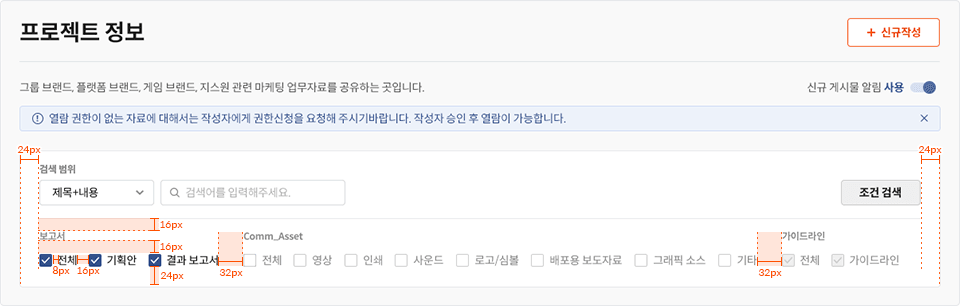 프로젝트 정보
+ 신규작성
그룹 브랜드, 플랫폼 브랜드, 게임 브랜드, 지스원 관련 마케팅 업무자료를 공유하는 곳입니다.
신규 게시물 알림 사용
열람 권한이 없는 자료에 대해서는 작성자에게 권한신청을 요청해 주시기바랍니다. 작성자 승인 후 열람이 가능합니다.
24px 24px
검색 범위
제목+내용 검색어를 입력해주세요. 조건 검색
16px
보고서 Comm_Asset 가이드라인
16px
전체 기획안 결과 보고서 전체 영상 인쇄 사운드 로고/심볼 배포용 보도자료 그래픽 소스 기타 전체 가이드라인
8px 16px 24px 32px 32px